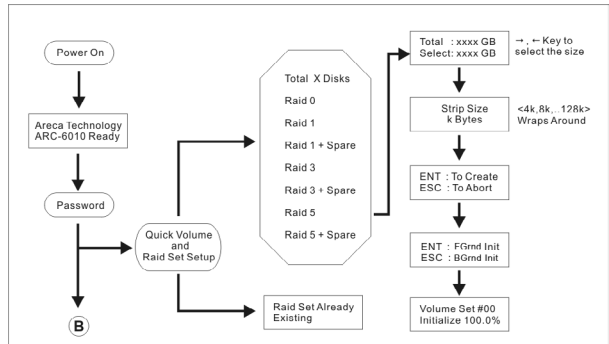 Power On
Areca Technology
ARC-6010 Ready
Password
B
Quick Volume
and
Raid Set Setup
Total X Disks
Raid 0
Raid 1
Raid 1 + Spare
Raid 3
Raid 3 + Spare
Raid 5
Raid 5 + Spare
Raid Set Already
Existing
Total : xxxx GB
Select: xxxx GB
→ , ← Key to
select the size
Strip Size
k Bytes
<4k,8k,..128k>
Wraps Around
ENT : To Create
ESC : To Abort
ENT : FGrnd Init
ESC : BGrnd Init
Volume Set #00
Initialize 100.0%